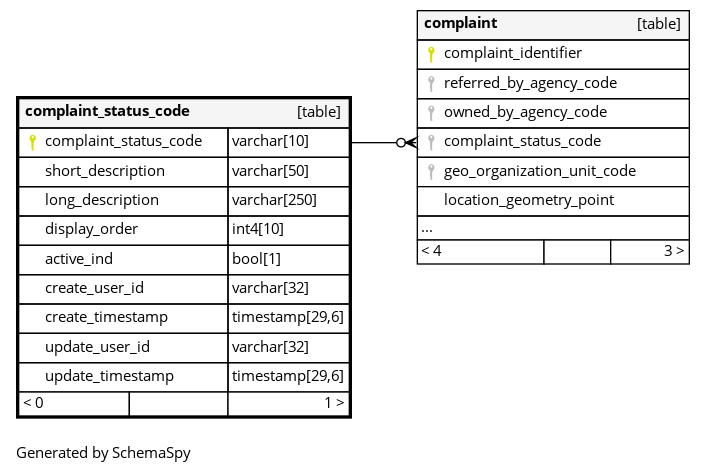 complaint_status_code [table]
complaint_status_code varchar[10]
short_description varchar[50]
long_description varchar[250]
display_order int4[10]
active_ind bool[1]
create_user_id varchar[32]
create_timestamp timestamp[29,6]
update_user_id varchar[32]
update_timestamp timestamp[29,6]
< 0 1 >
complaint [table]
complaint_identifier
referred_by_agency_code
owned_by_agency_code
complaint_status_code
geo_organization_unit_code
location_geometry_point
...
< 4 3 >
Generated by SchemaSpy